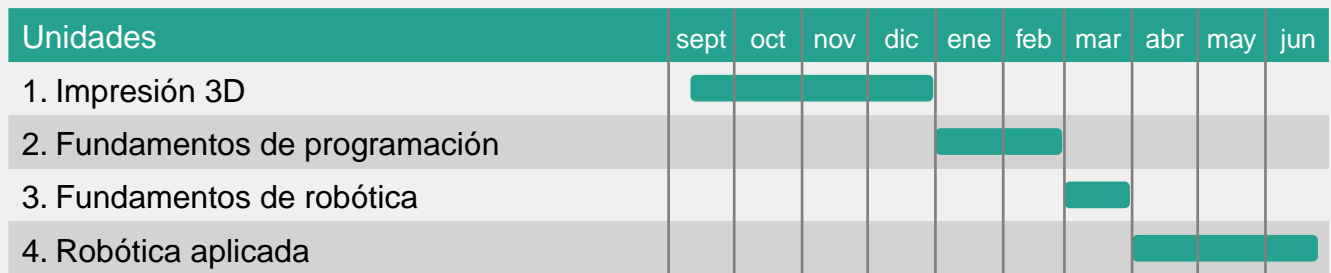 Unidades sept oct nov dic ene feb mar abr may jun
1. Impresión 3D
2. Fundamentos de programación
3. Fundamentos de robótica
4. Robótica aplicada